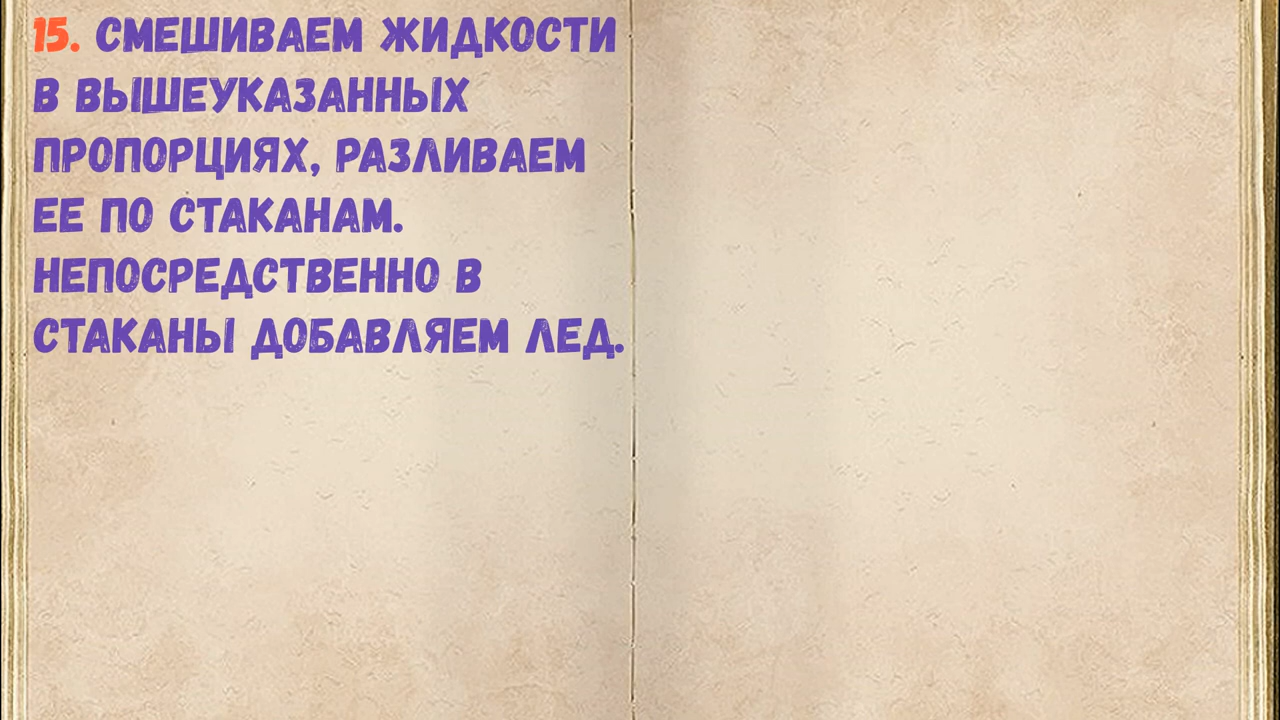 15. СМЕШИВАЕМ ЖИДКОСТИ
В ВЫШЕУКАЗАННЫХ
ПРОПОРЦИЯХ, РАЗЛИВАЕМ
ЕЕ ПО СТАКАНАМ.
НЕПОСРЕДСТВЕННО В
СТАКАНЫ ДОБАВЛЯЕМ ЛЕД.